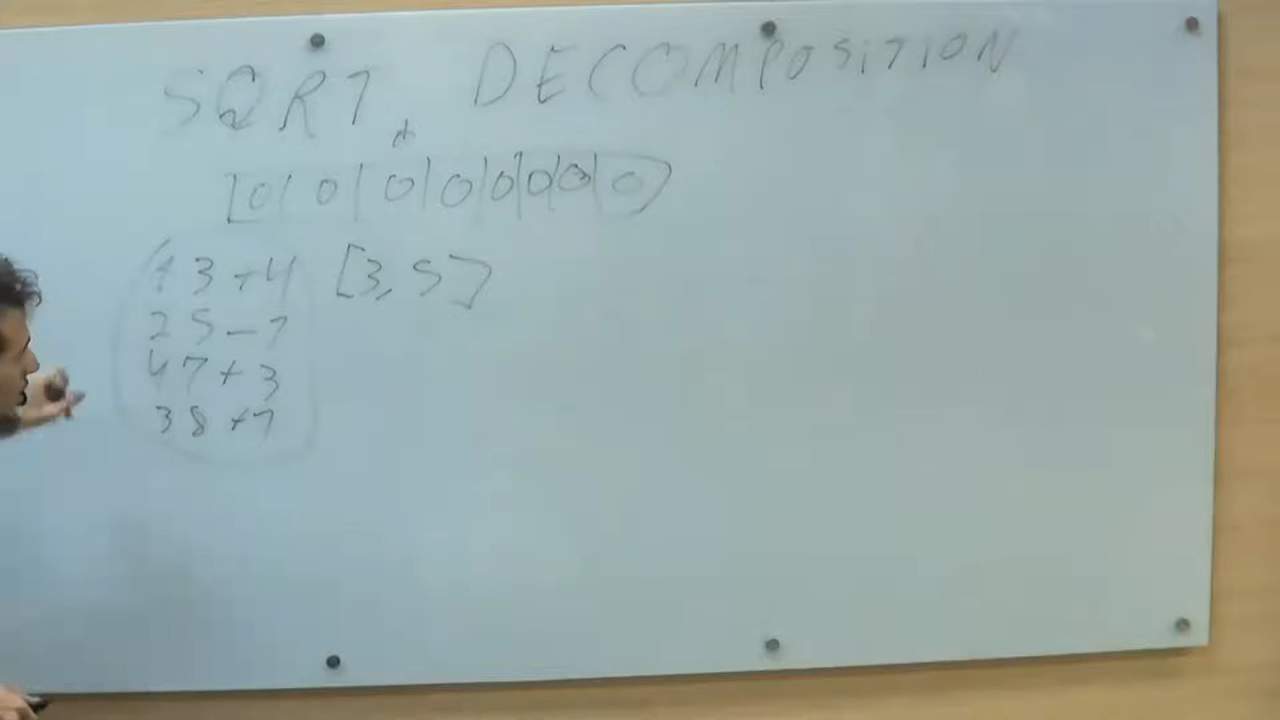 SQRT DECOMPOSITION
[0|0|0|0|0|0|0|0]
1 3 +4 [3, 5]
2 5 - 7
4 7 + 3
3 8 +7